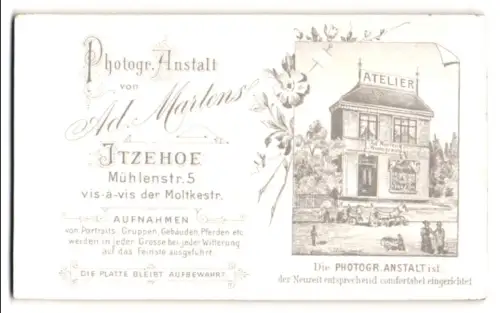 Photogr. Anstalt
von
Ad. Martens
ITZEHOE
Mühlenstr. 5
vis-à-vis der Moltkestr.
AUFNAHMEN
von Portraits, Gruppen, Gebäuden, Pferden etc.
werden in jeder Grösse bei jeder Witterung
auf das Feinste ausgeführt.
DIE PLATTE BLEIBT AUFBEWAHRT.
ATELIER
Die PHOTOGR. ANSTALT ist
der Neuzeit entsprechend comfortabel eingerichtet